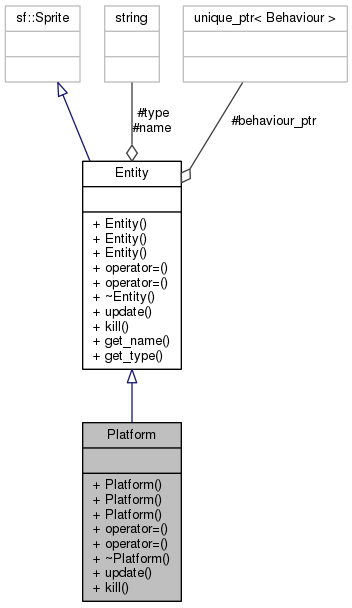 sf::Sprite
string
unique_ptr< Behaviour >
#type
#name
#behaviour_ptr
Entity
+ Entity()
+ Entity()
+ Entity()
+ operator=()
+ operator=()
+ ~Entity()
+ update()
+ kill()
+ get_name()
+ get_type()
Platform
+ Platform()
+ Platform()
+ Platform()
+ operator=()
+ operator=()
+ ~Platform()
+ update()
+ kill()